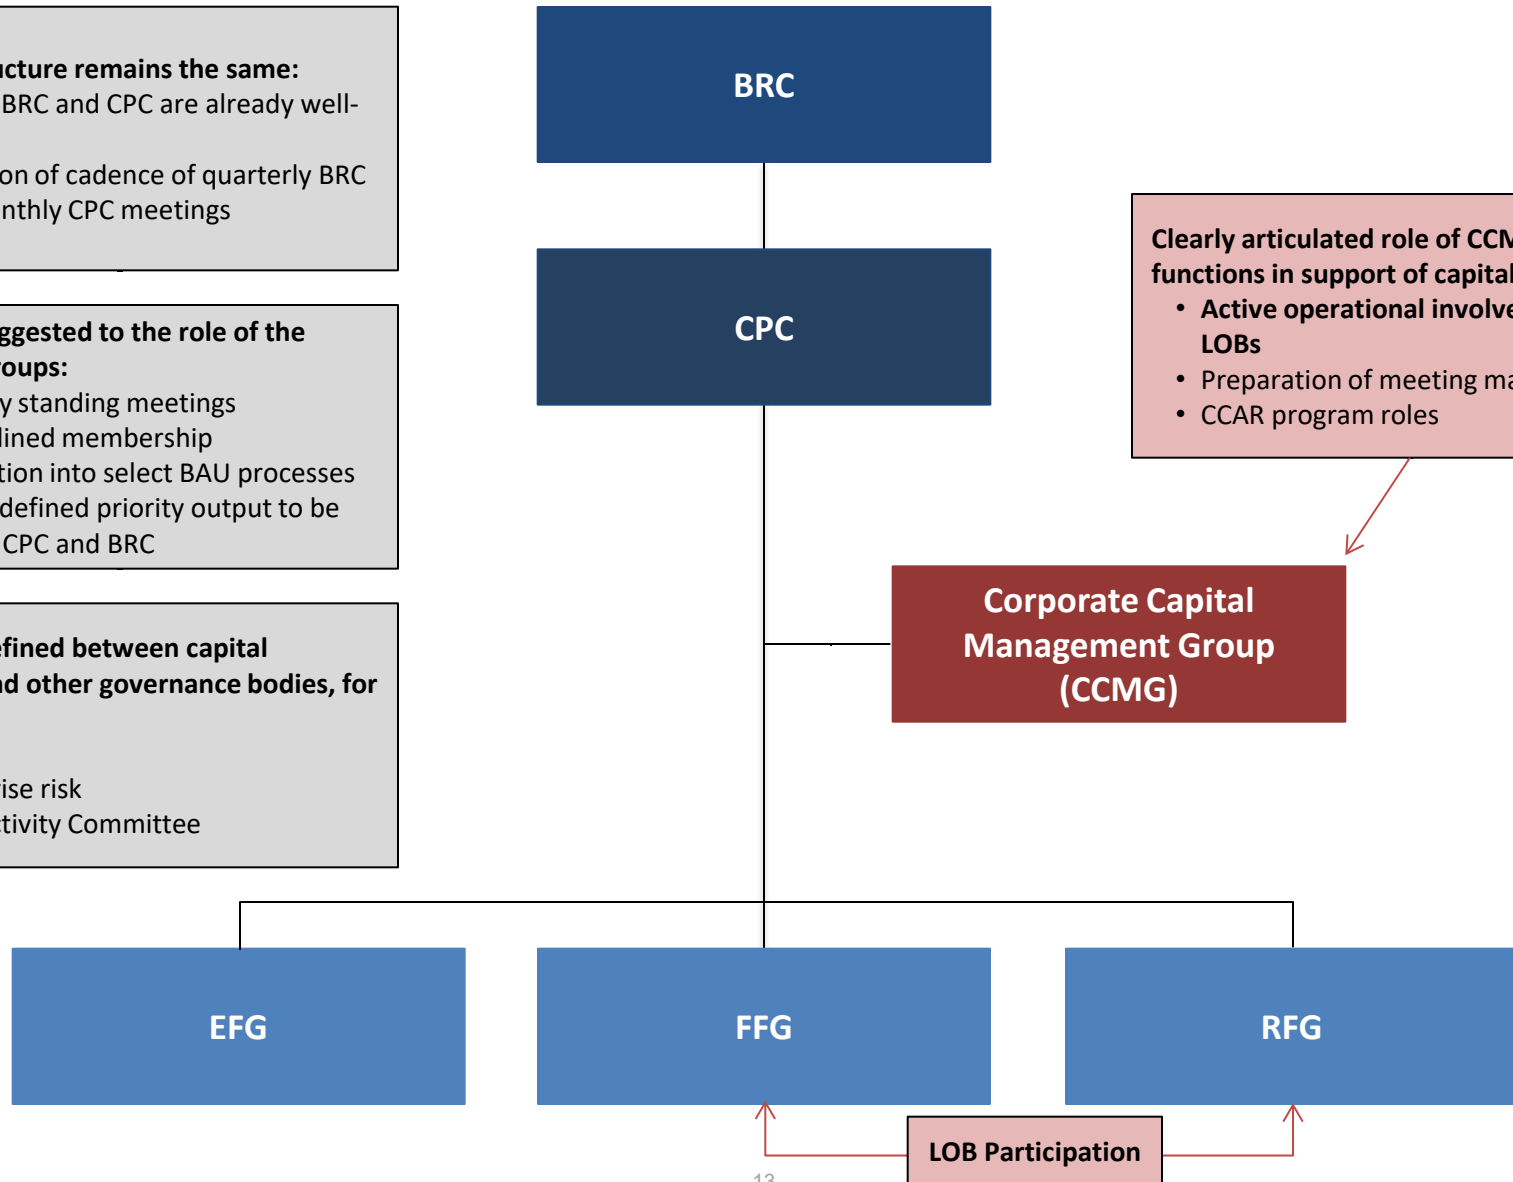 ucture remains the same:
BRC and CPC are already well-
on of cadence of quarterly BRC
nthly CPC meetings
ggested to the role of the
roups:
y standing meetings
lined membership
tion into select BAU processes
defined priority output to be
CPC and BRC
efined between capital
nd other governance bodies, for
ise risk
ctivity Committee
BRC
CPC
Clearly articulated role of CCM
functions in support of capital
• Active operational involve
LOBs
• Preparation of meeting ma
• CCAR program roles
Corporate Capital
Management Group
(CCMG)
EFG
FFG
RFG
LOB Participation
13